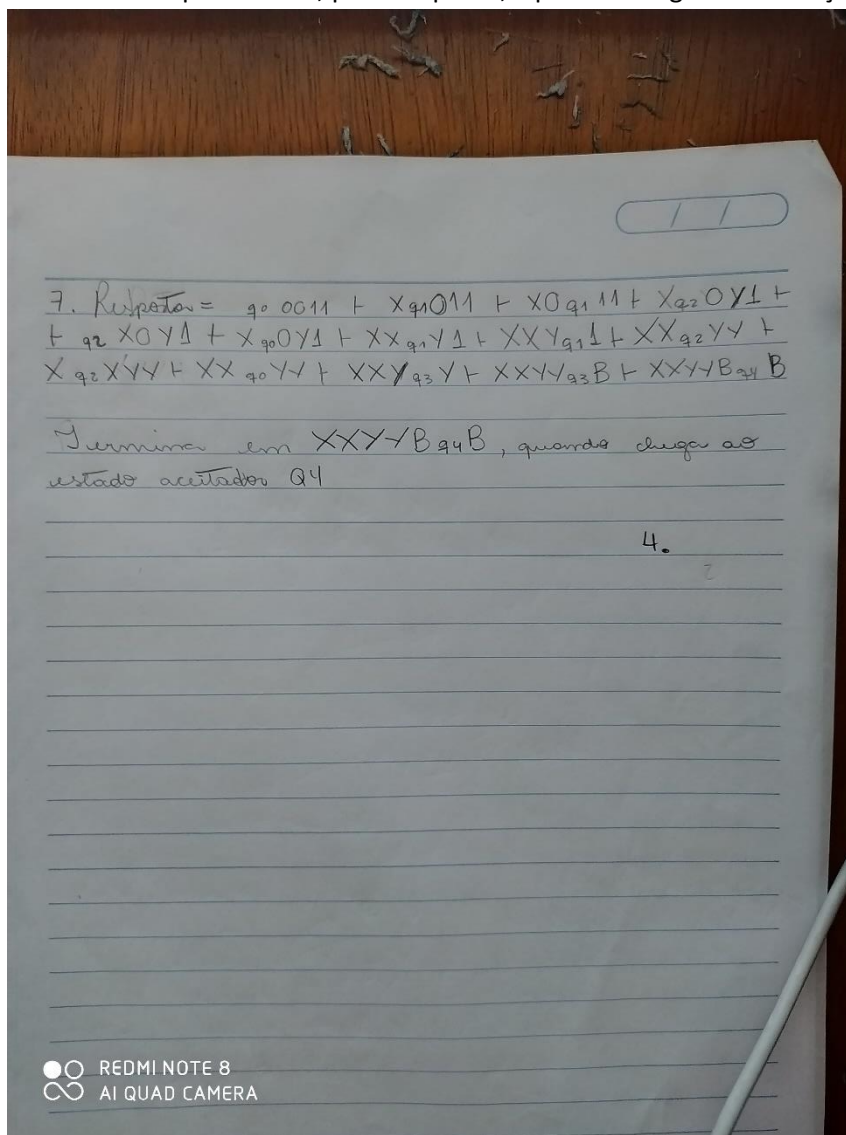 / /
7. Resposta = q0 0011 ⊢ Xq1011 ⊢ X0q111 ⊢ Xq20Y1 ⊢
⊢ q2X0Y1 ⊢ Xq00Y1 ⊢ XXq1Y1 ⊢ XXYq11 ⊢ XXq2YY ⊢
Xq2XYY ⊢ XXq0YY ⊢ XXYq3Y ⊢ XXYYq3B ⊢ XXYYBq4B
Termina em XXYYBq4B, quando chega ao
estado aceitador Q4
4.
REDMI NOTE 8
AI QUAD CAMERA